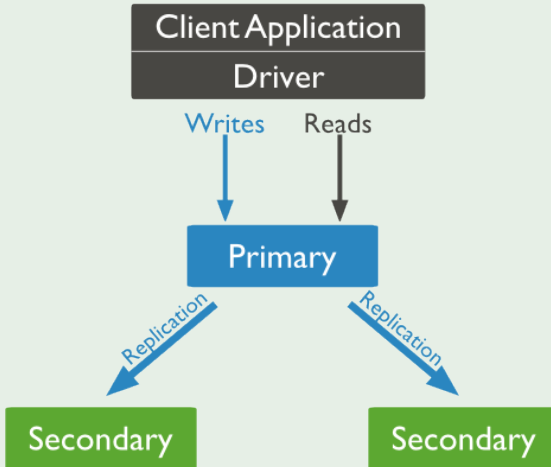 Client Application
Driver
Writes Reads
Primary
Replication Replication
Secondary Secondary